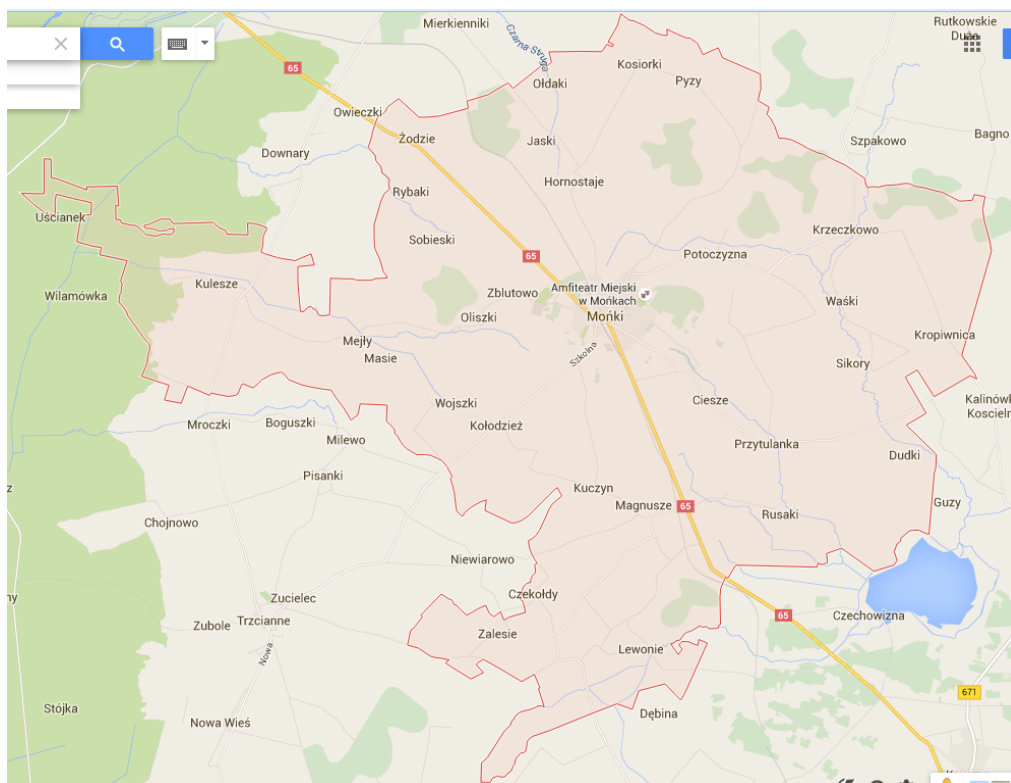 Mierkienniki
Rutkowskie
Duże
Czarna Struga
Kosiorki
65
Ołdaki
Pyzy
Owieczki
Żodzie
Jaski
Szpakowo
Bagno
Downary
Hornostaje
Rybaki
Uścianek
Krzeczkowo
Sobieski
65
Potoczyzna
Kulesze
Wilamówka
Zblutowo
Amfiteatr Miejski
w Mońkach
Waśki
Oliszki
Mońki
Mejły
Masie
Szkolna
Kropiwnica
Sikory
Wojszki
Ciesze
Kalinówk
Kościeln
Mroczki
Boguszki
Milewo
Kołodzież
Przytulanka
Dudki
Pisanki
z
Kuczyn
Magnusze
65
Guzy
Chojnowo
Rusaki
Niewiarowo
ny
Zucielec
Czekołdy
Zubole
Trzcianne
65
Czechowizna
Zalesie
Nowa
Lewonie
671
Stójka
Nowa Wieś
Dębina